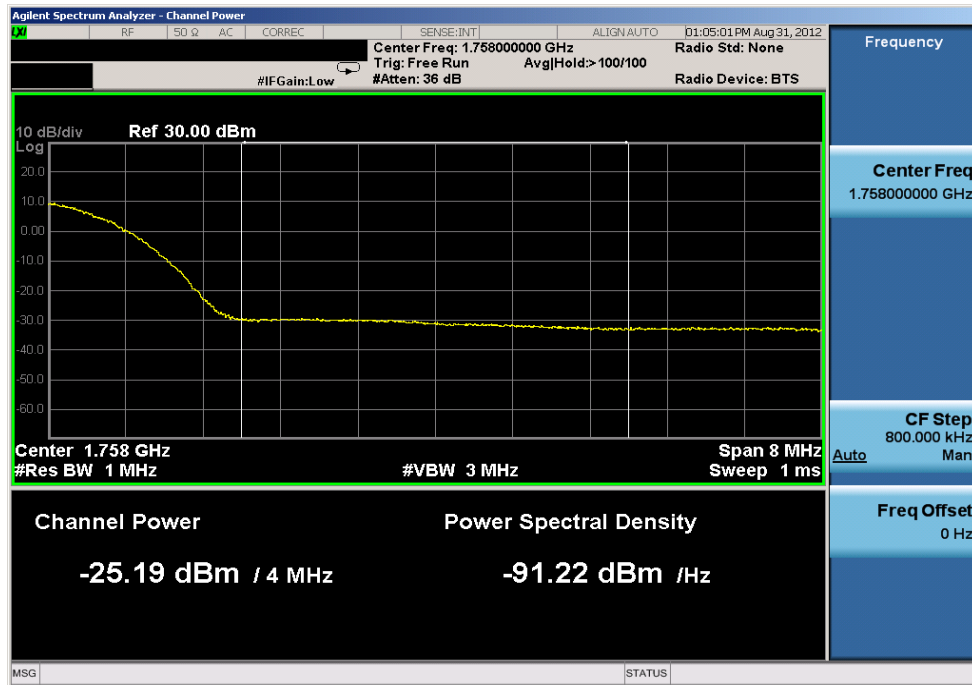 Agilent Spectrum Analyzer - Channel Power
LXI RF 50 Ω AC CORREC SENSE:INT ALIGN AUTO 01:05:01 PM Aug 31, 2012
Center Freq: 1.758000000 GHz Radio Std: None
Trig: Free Run Avg|Hold:>100/100
#IFGain:Low #Atten: 36 dB Radio Device: BTS
10 dB/div Ref 30.00 dBm
Log
20.0
10.0
0.00
-10.0
-20.0
-30.0
-40.0
-50.0
-60.0
Center 1.758 GHz Span 8 MHz
#Res BW 1 MHz #VBW 3 MHz Sweep 1 ms
Channel Power Power Spectral Density
-25.19 dBm / 4 MHz -91.22 dBm /Hz
MSG STATUS
Frequency
Center Freq
1.758000000 GHz
CF Step
800.000 kHz
Auto Man
Freq Offset
0 Hz